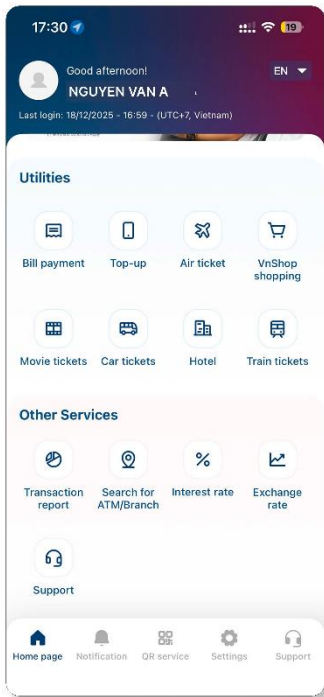 17:30
19
Good afternoon!
EN
NGUYEN VAN A
Last login: 18/12/2025 - 16:59 - (UTC+7, Vietnam)
Utilities
Bill payment
Top-up
Air ticket
VnShop
shopping
Movie tickets
Car tickets
Hotel
Train tickets
Other Services
Transaction
report
Search for
ATM/Branch
Interest rate
Exchange
rate
Support
Home page
Notification
QR service
Settings
Support